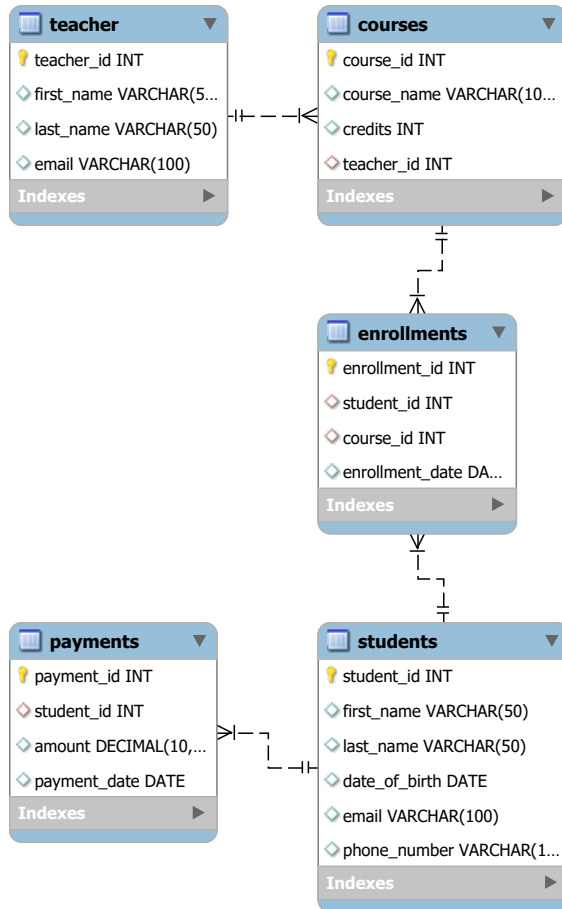 teacher
teacher_id INT
first_name VARCHAR(5...
last_name VARCHAR(50)
email VARCHAR(100)
Indexes
courses
course_id INT
course_name VARCHAR(10...
credits INT
teacher_id INT
Indexes
enrollments
enrollment_id INT
student_id INT
course_id INT
enrollment_date DA...
Indexes
payments
payment_id INT
student_id INT
amount DECIMAL(10,...
payment_date DATE
Indexes
students
student_id INT
first_name VARCHAR(50)
last_name VARCHAR(50)
date_of_birth DATE
email VARCHAR(100)
phone_number VARCHAR(1...
Indexes